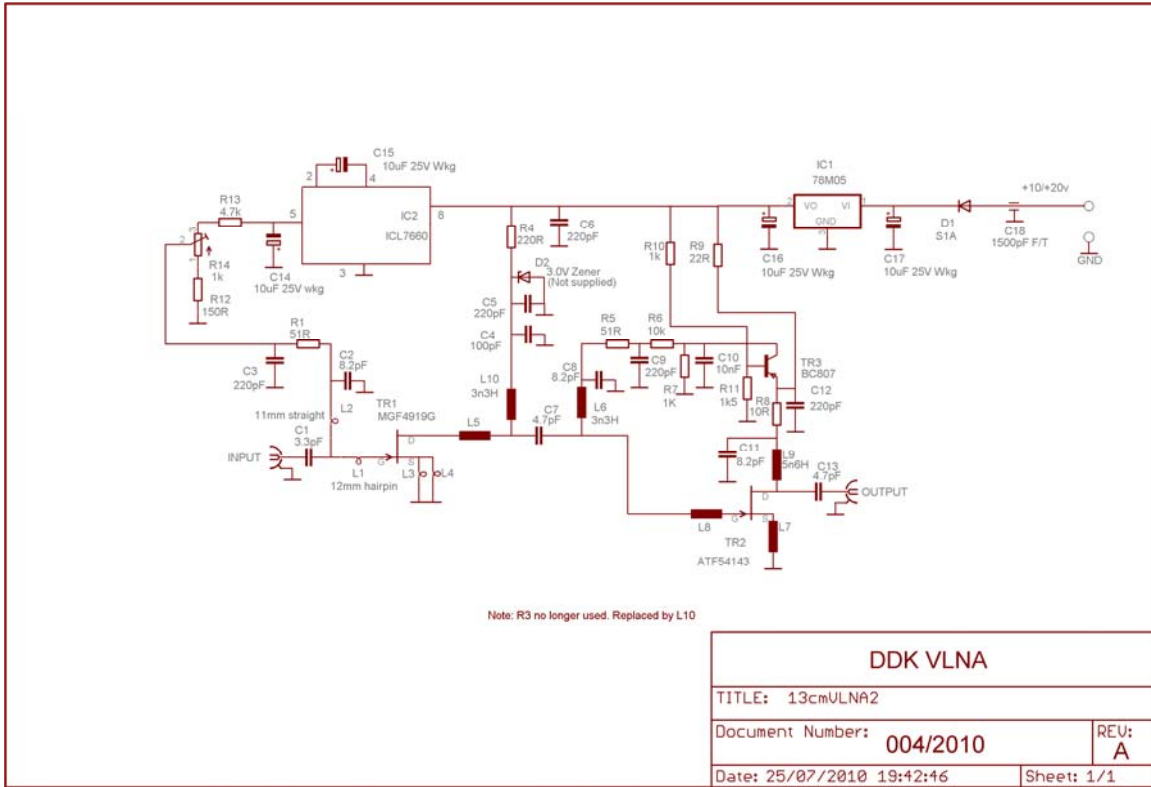 C15
10uF 25V Wkg
2
4
R13
4.7k
5
IC2
ICL7660
8
3
C14
10uF 25V wkg
3
2
1
R14
1k
R12
150R
R1
51R
C3
220pF
C2
8.2pF
11mm straight
L2
C1
3.3pF
INPUT
L1
12mm hairpin
TR1
MGF4919G
D
G
S
L3
L4
L5
R4
220R
C6
220pF
D2
3.0V Zener
(Not supplied)
C5
220pF
C4
100pF
L10
3n3H
C7
4.7pF
C8
8.2pF
L6
3n3H
R5
51R
R6
10k
C9
220pF
R7
1K
C10
10nF
R10
1k
R9
22R
R11
1k5
TR3
BC807
R8
10R
C12
220pF
C11
8.2pF
L9
5n6H
C13
4.7pF
OUTPUT
L8
D
G
S
L7
TR2
ATF54143
IC1
78M05
2
VO
VI
1
GND
3
C16
10uF 25V Wkg
C17
10uF 25V Wkg
D1
S1A
+10/+20v
C18
1500pF F/T
GND
Note: R3 no longer used. Replaced by L10
DDK VLNA
TITLE: 13cmVLNA2
Document Number: 004/2010
REV: A
Date: 25/07/2010 19:42:46
Sheet: 1/1